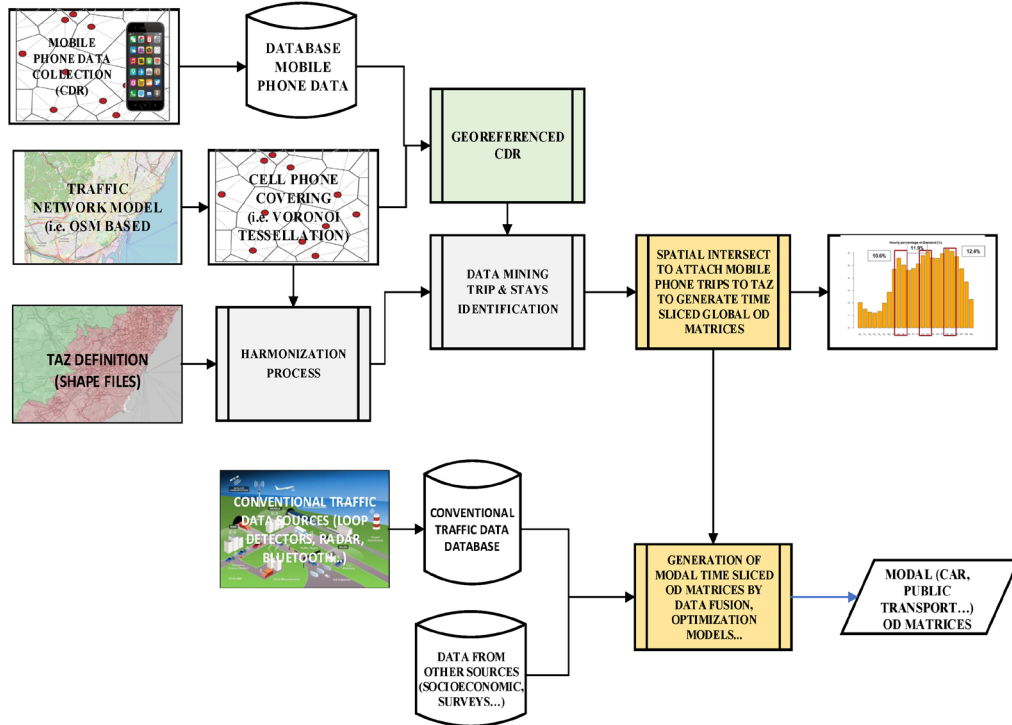 MOBILE
PHONE DATA
COLLECTION
(CDR)
DATABASE
MOBILE
PHONE DATA
GEOREFERENCED
CDR
TRAFFIC
NETWORK MODEL
(i.e. OSM BASED
CELL PHONE
COVERING
(i.e. VORONOI
TESSELLATION)
DATA MINING
TRIP & STAYS
IDENTIFICATION
SPATIAL INTERSECT
TO ATTACH MOBILE
PHONE TRIPS TO TAZ
TO GENERATE TIME
SLICED GLOBAL OD
MATRICES
10.6%
11.9%
12.4%
TAZ DEFINITION
(SHAPE FILES)
HARMONIZATION
PROCESS
CONVENTIONAL TRAFFIC
DATA SOURCES (LOOP
DETECTORS, RADAR,
BLUETOOTH...)
CONVENTIONAL
TRAFFIC DATA
DATABASE
GENERATION OF
MODAL TIME SLICED
OD MATRICES BY
DATA FUSION,
OPTIMIZATION
MODELS...
MODAL (CAR,
PUBLIC
TRANSPORT...)
OD MATRICES
DATA FROM
OTHER SOURCES
(SOCIOECONOMIC,
SURVEYS...)